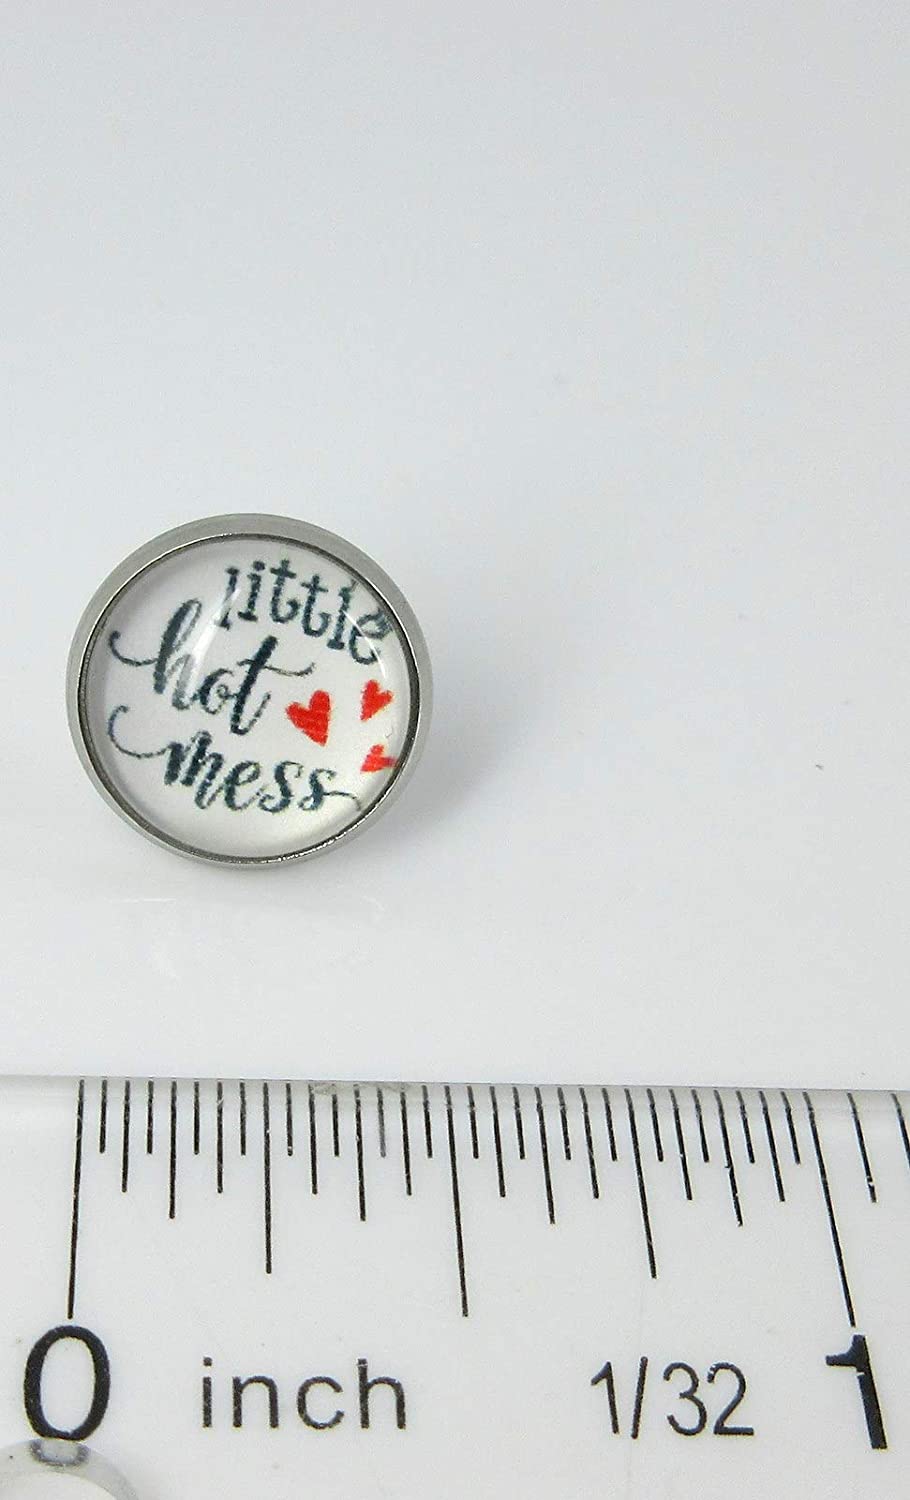 little
hot
mess
0 inch 1/32 1